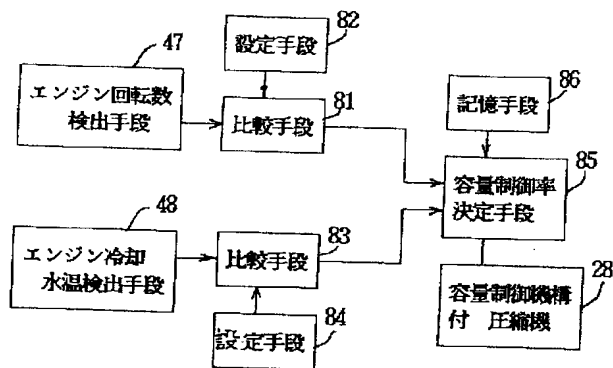 47
エンジン回転数
検出手段
82
設定手段
81
比較手段
86
記憶手段
85
容量制御率
決定手段
48
エンジン冷却
水温検出手段
83
比較手段
84
設定手段
28
容量制御機構
付 圧縮機